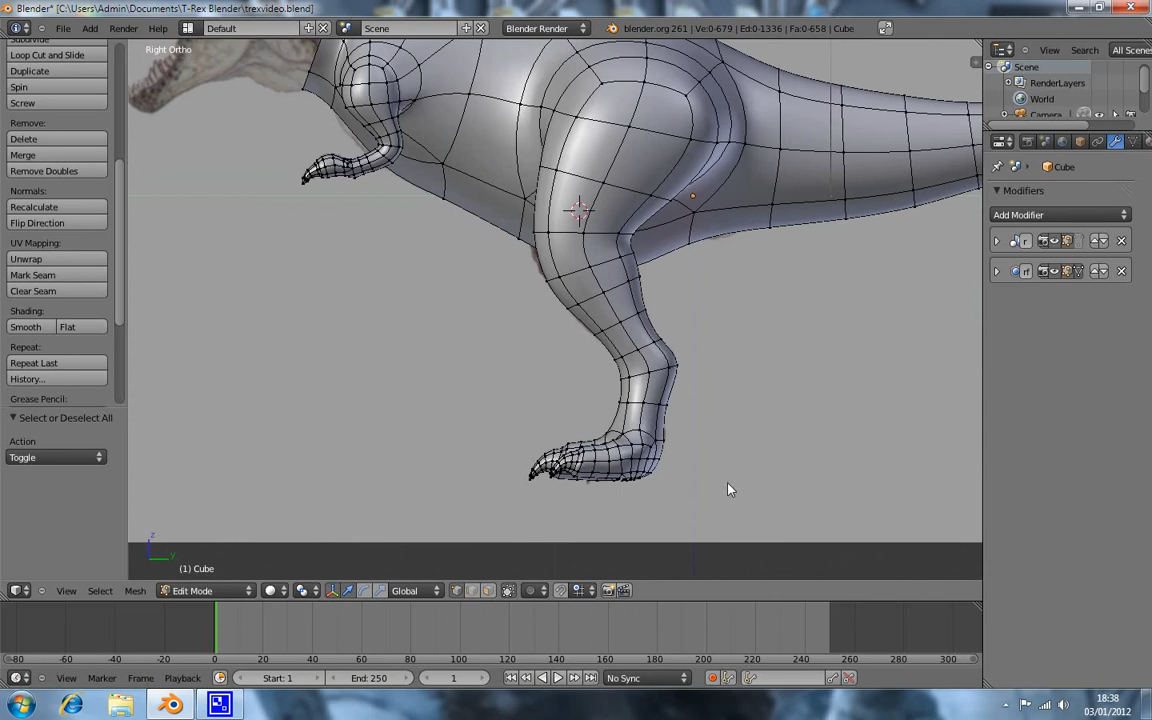 Blender* [C:\Users\Admin\Documents\T-Rex Blender\trexvideo.blend]
File Add Render Help Default Scene Blender Render blender.org 261 | Ve:0-679 | Ed:0-1336 | Fa:0-658 | Cube
Subdivide
Loop Cut and Slide
Duplicate
Spin
Screw
Remove:
Delete
Merge
Remove Doubles
Normals:
Recalculate
Flip Direction
UV Mapping:
Unwrap
Mark Seam
Clear Seam
Shading:
Smooth Flat
Repeat:
Repeat Last
History...
Grease Pencil:
Select or Deselect All
Action
Toggle
Right Ortho
z
y
(1) Cube
View Search All Scenes
Scene
RenderLayers
World
Camera
Cube
Modifiers
Add Modifier
r
rf
View Select Mesh Edit Mode Global
-80 -60 -40 -20 0 20 40 60 80 100 120 140 160 180 200 220 240 260 280 300
View Marker Frame Playback Start: 1 End: 250 1 No Sync
18:38
03/01/2012